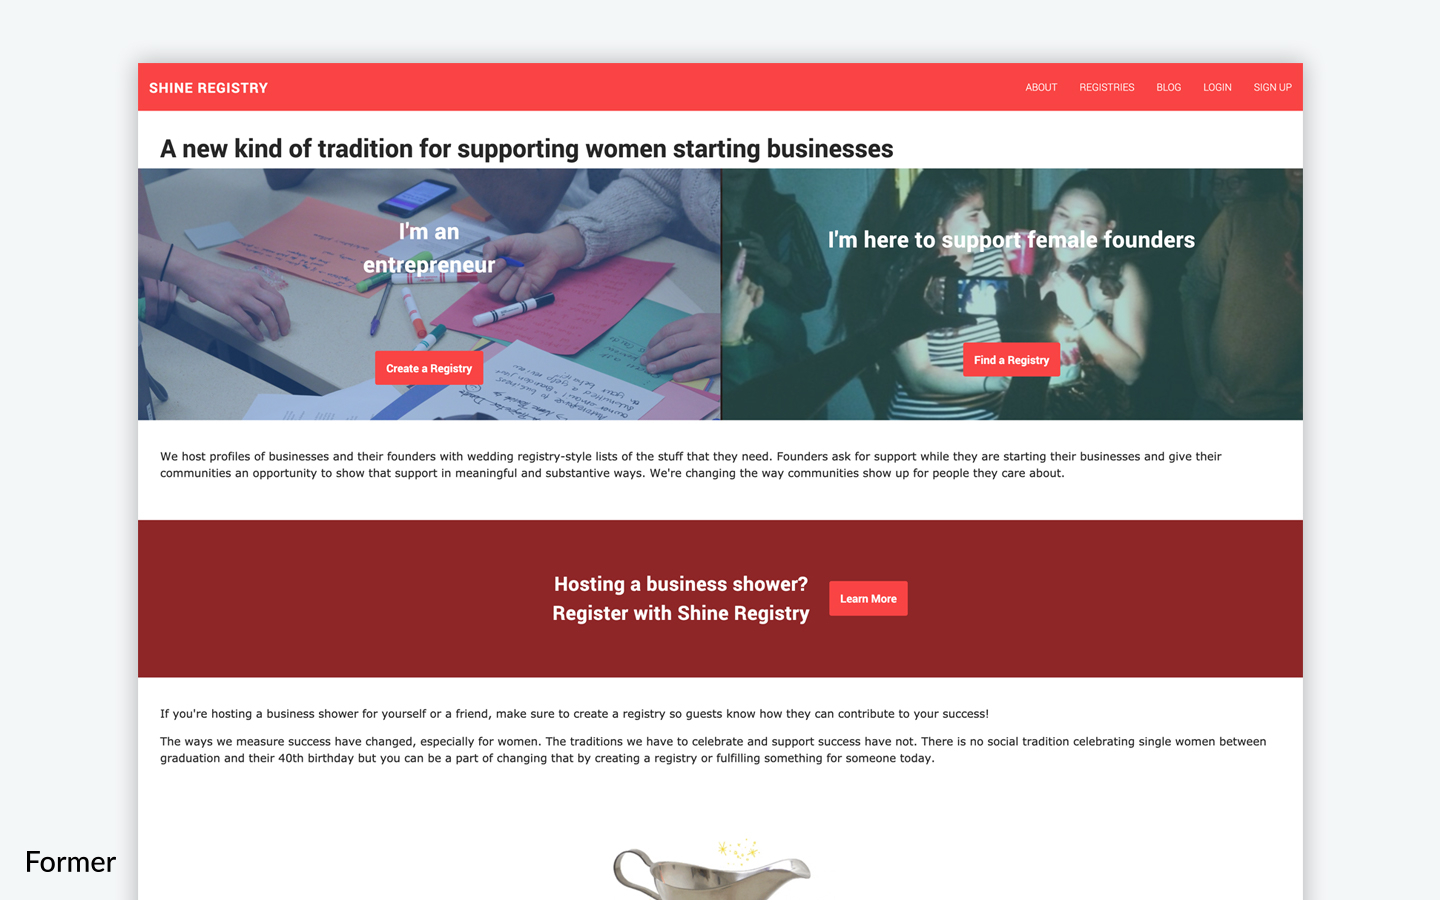 SHINE REGISTRY
ABOUT REGISTRIES BLOG LOGIN SIGN UP
A new kind of tradition for supporting women starting businesses
I'm an
entrepreneur
Create a Registry
I'm here to support female founders
Find a Registry
We host profiles of businesses and their founders with wedding registry-style lists of the stuff that they need. Founders ask for support while they are starting their businesses and give their
communities an opportunity to show that support in meaningful and substantive ways. We're changing the way communities show up for people they care about.
Hosting a business shower?
Register with Shine Registry
Learn More
If you're hosting a business shower for yourself or a friend, make sure to create a registry so guests know how they can contribute to your success!
The ways we measure success have changed, especially for women. The traditions we have to celebrate and support success have not. There is no social tradition celebrating single women between
graduation and their 40th birthday but you can be a part of changing that by creating a registry or fulfilling something for someone today.
Former